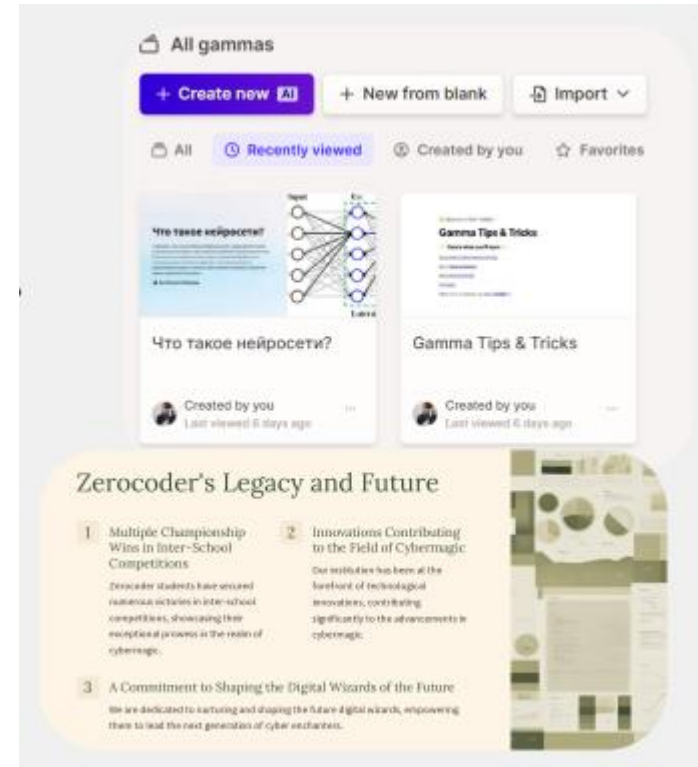 All gammas
+ Create new AI
+ New from blank
Import
All
Recently viewed
Created by you
Favorites
Что такое нейросети?
Input
Gamma Tips & Tricks
Что такое нейросети?
Gamma Tips & Tricks
Created by you
Last viewed 6 days ago
Created by you
Last viewed 6 days ago
Zerocoder's Legacy and Future
1
Multiple Championship
Wins in Inter-School
Competitions
Zerocoder students have secured
numerous victories in inter-school
competitions, showcasing their
exceptional prowess in the realm of
cybermagic.
2
Innovations Contributing
to the Field of Cybermagic
Our institution has been at the
forefront of technological
innovations, contributing
significantly to the advancements in
cybermagic.
3
A Commitment to Shaping the Digital Wizards of the Future
We are dedicated to nurturing and shaping the future digital wizards, empowering
them to lead the next generation of cyber enchanters.